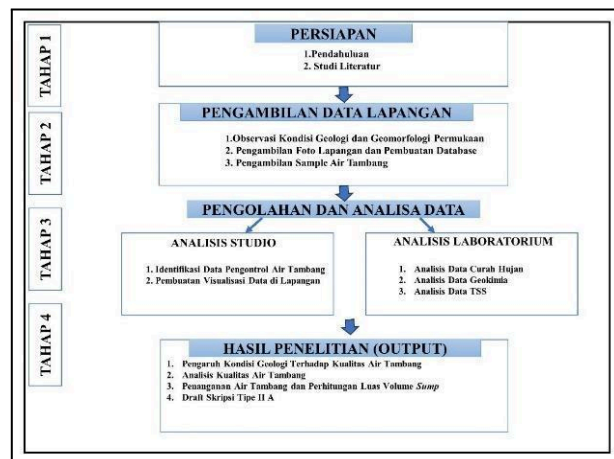 TAHAP 1
PERSIAPAN
1.Pendahuluan
2. Studi Literatur
TAHAP 2
PENGAMBILAN DATA LAPANGAN
1.Observasi Kondisi Geologi dan Geomorfologi Permukaan
2. Pengambilan Foto Lapangan dan Pembuatan Database
3. Pengambilan Sample Air Tambang
TAHAP 3
PENGOLAHAN DAN ANALISA DATA
ANALISIS STUDIO
1. Identifikasi Data Pengontrol Air Tambang
2. Pembuatan Visualisasi Data di Lapangan
ANALISIS LABORATORIUM
1. Analisis Data Curah Hujan
2. Analisis Data Geokimia
3. Analisis Data TSS
TAHAP 4
HASIL PENELITIAN (OUTPUT)
1. Pengaruh Kondisi Geologi Terhadap Kualitas Air Tambang
2. Analisis Kualitas Air Tambang
3. Penanganan Air Tambang dan Perhitungan Luas Volume Sump
4. Draft Skripsi Tipe II A